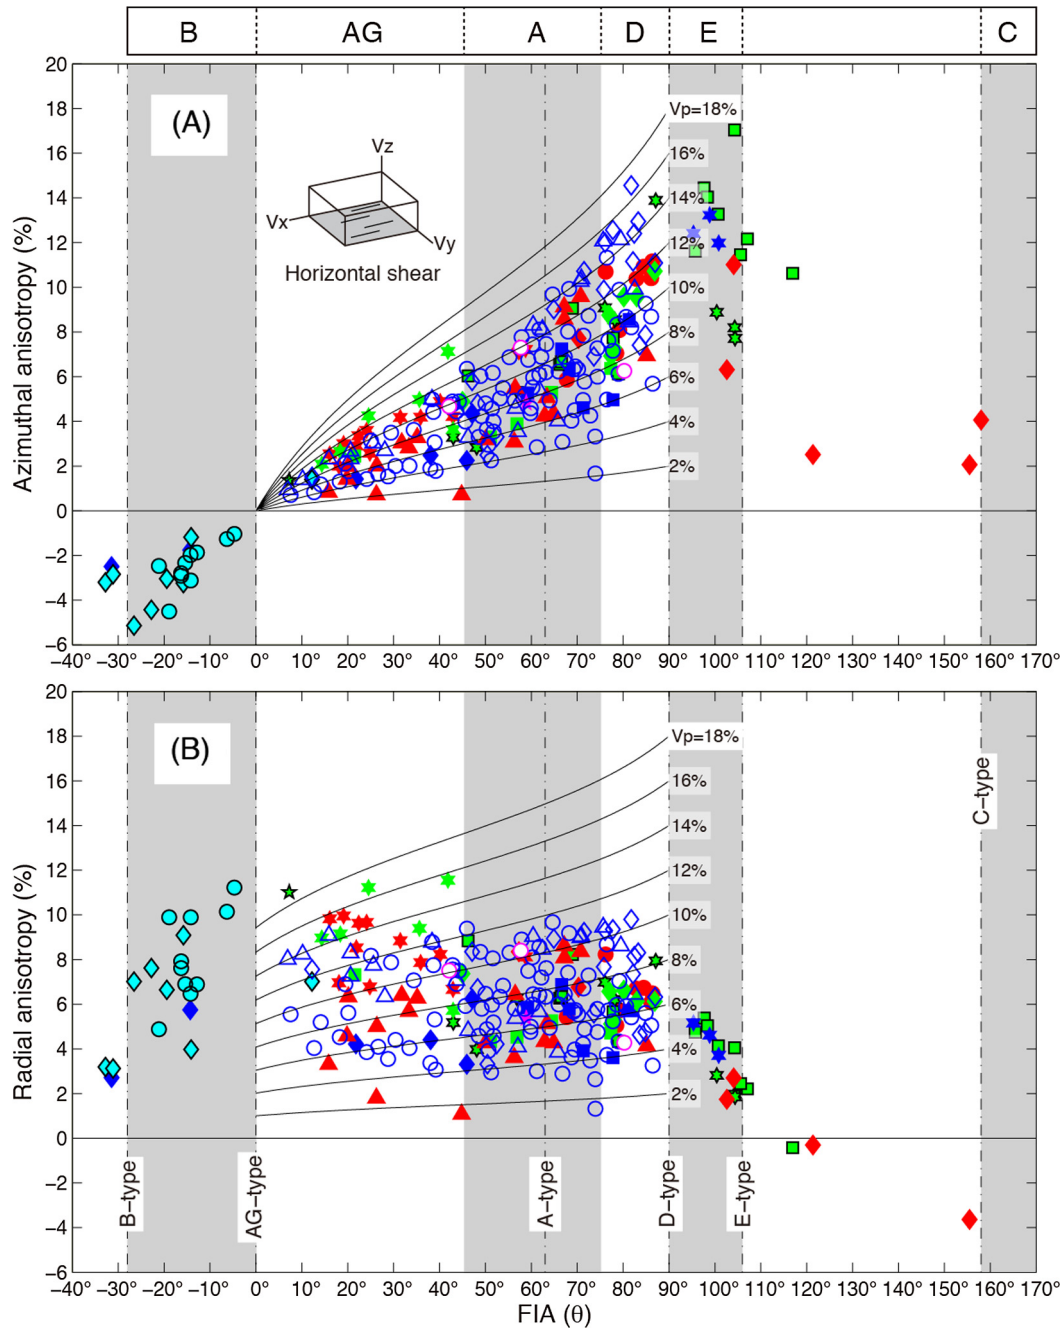 B AG A D E C
20
18
16
14
12
10
8
6
4
2
0
−2
−4
−6
Azimuthal anisotropy (%)
(A)
Vz
Vx
Vy
Horizontal shear
Vp=18%
16%
14%
12%
10%
8%
6%
4%
2%
−40° −30° −20° −10° 0° 10° 20° 30° 40° 50° 60° 70° 80° 90° 100° 110° 120° 130° 140° 150° 160° 170°
20
18
16
14
12
10
8
6
4
2
0
−2
−4
−6
Radial anisotropy (%)
(B)
Vp=18%
16%
14%
12%
10%
8%
6%
4%
2%
B−type
AG−type
A−type
D−type
E−type
C−type
−40° −30° −20° −10° 0° 10° 20° 30° 40° 50° 60° 70° 80° 90° 100° 110° 120° 130° 140° 150° 160° 170°
FIA (θ)